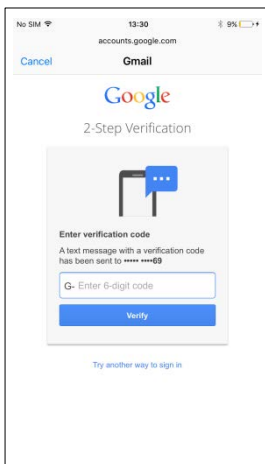 No SIM 13:30 9%
accounts.google.com
Cancel Gmail
Google
2-Step Verification
Enter verification code
A text message with a verification code
has been sent to ••••• ••••69
G- Enter 6-digit code
Verify
Try another way to sign in